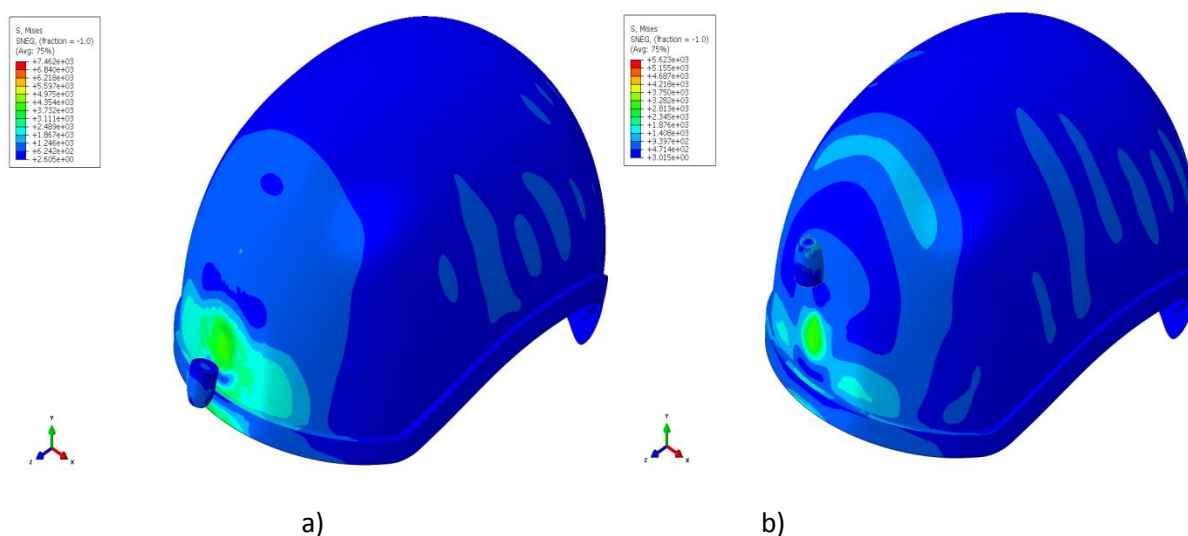 S, Mises
SNEG, (fraction = -1.0)
(Avg: 75%)
+7.462e+03
+6.840e+03
+6.218e+03
+5.597e+03
+4.975e+03
+4.354e+03
+3.732e+03
+3.111e+03
+2.489e+03
+1.867e+03
+1.246e+03
+6.242e+02
+2.605e+00
Y
Z
X
a)
S, Mises
SNEG, (fraction = -1.0)
(Avg: 75%)
+5.623e+03
+5.155e+03
+4.687e+03
+4.218e+03
+3.750e+03
+3.282e+03
+2.813e+03
+2.345e+03
+1.876e+03
+1.408e+03
+9.397e+02
+4.714e+02
+3.015e+00
Y
Z
X
b)